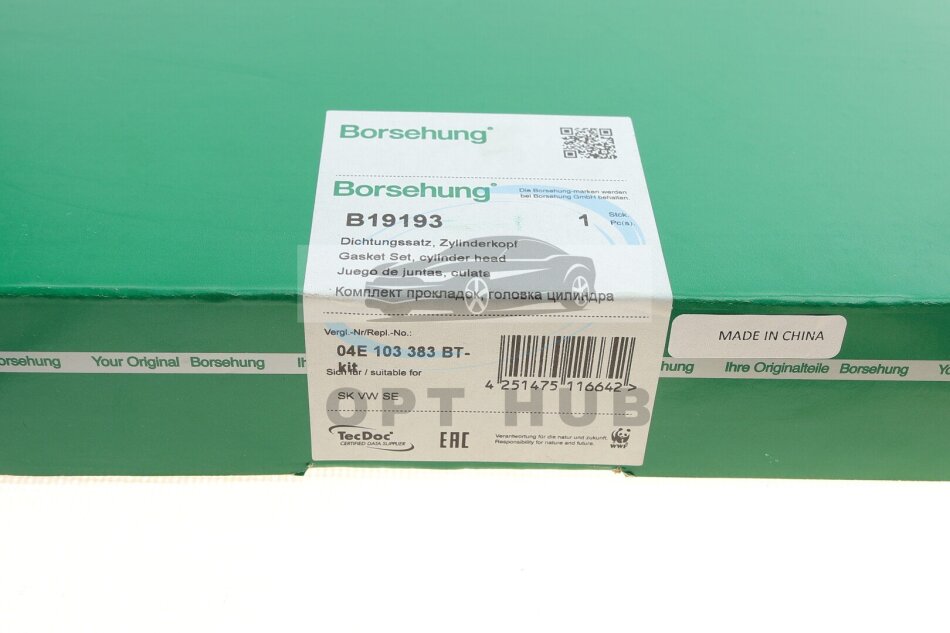 Borsehung
Borsehung
Die Borsehung-marken werden
bei Borsehung GmbH behalten.
B19193
1
Stck.
Pc(s).
Dichtungssatz, Zylinderkopf
Gasket Set, cylinder head
Juego de juntas, culata
Комплект прокладок, головка цилиндра
Vergl.-Nr/Repl.-No.:
04E 103 383 BT-
kit
Sich für / suitable for
SK VW SE
4 251475 116642 >
TecDoc
CERTIFIED DATA SUPPLIER
EAC
Verantwortung für die natur und zukunft.
Responsibility for nature and future.
WWF
OPT HUB
MADE IN CHINA
orsehung Your Original Borsehung
hung Ihre Originalteile Borsehung